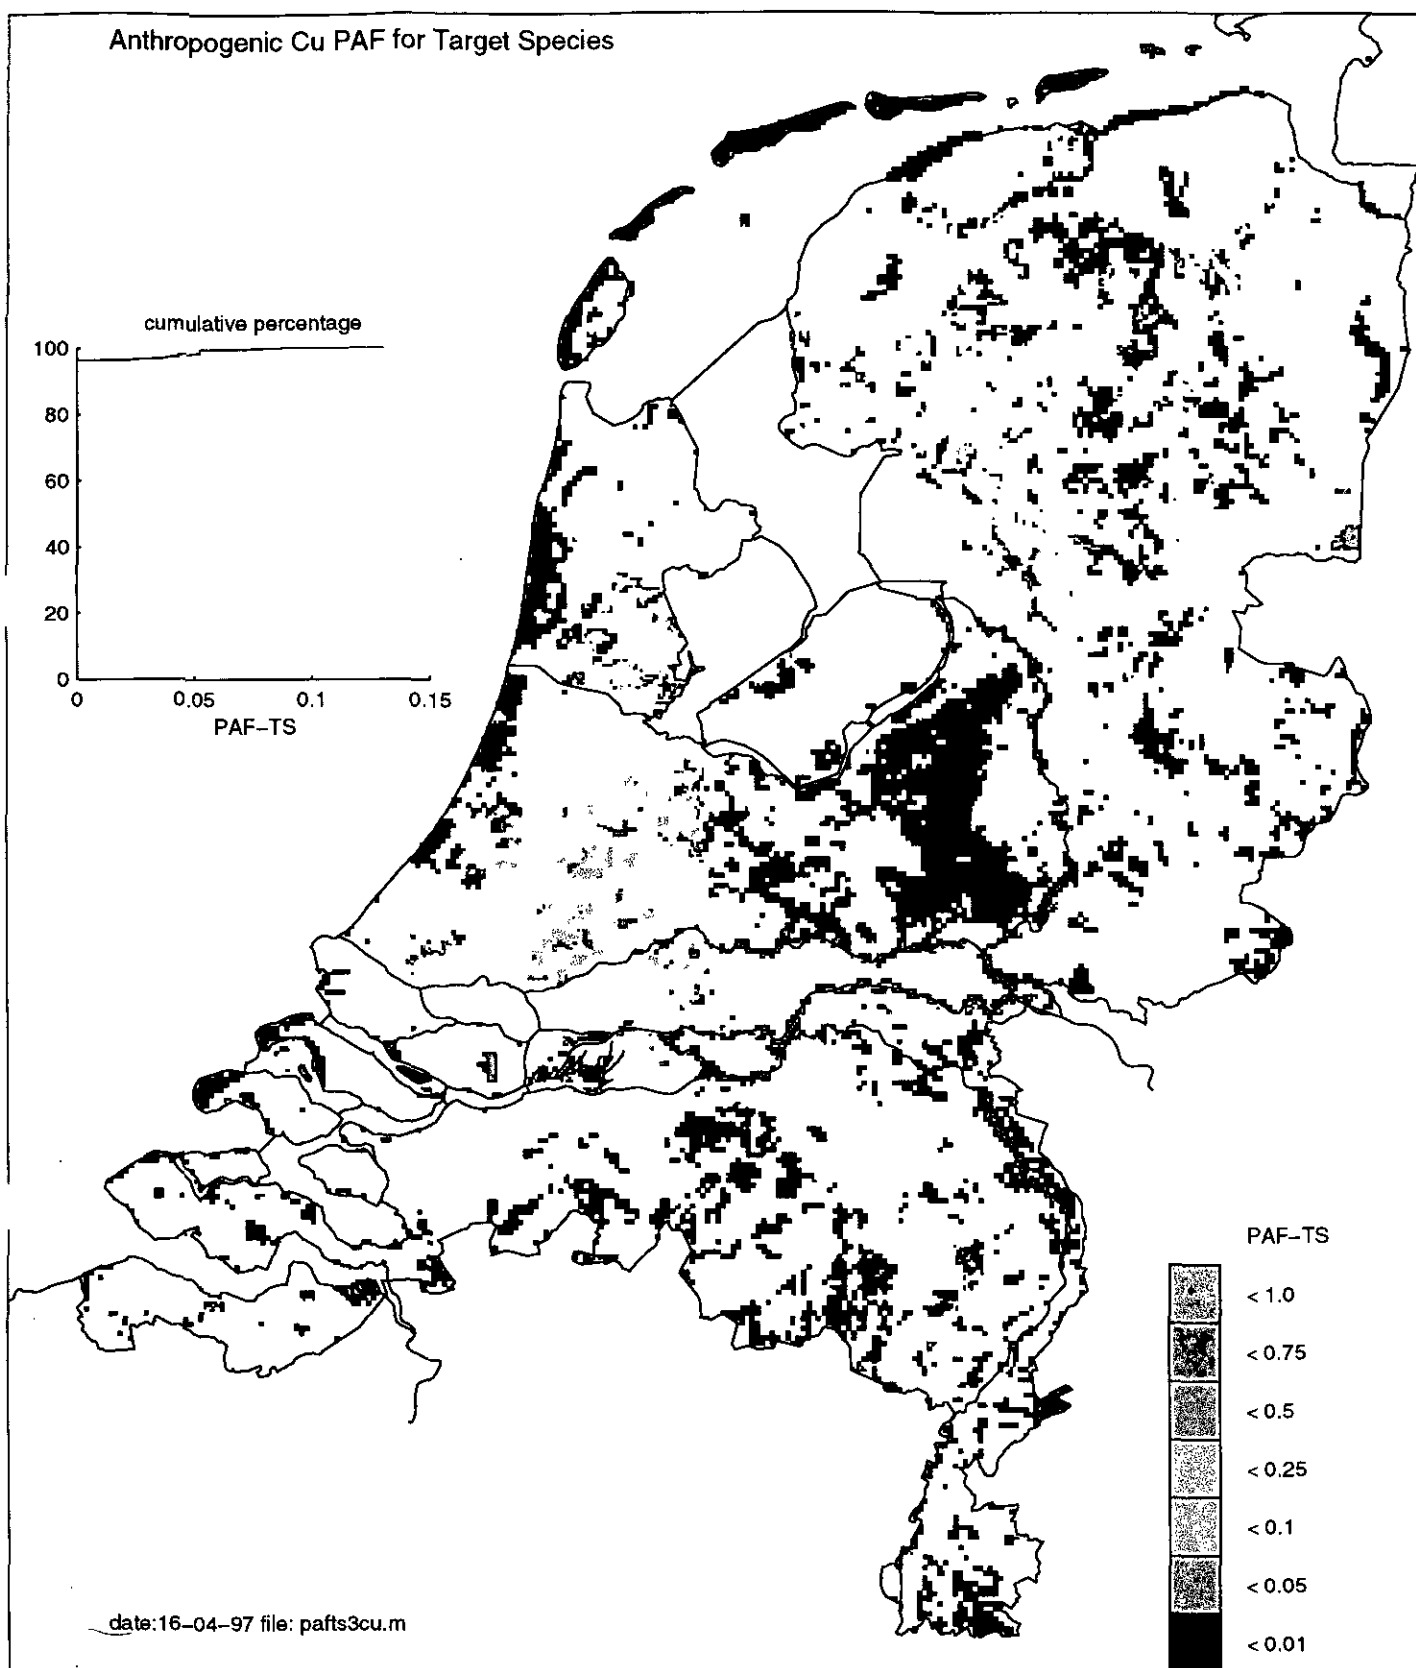 Anthropogenic Cu PAF for Target Species
cumulative percentage
100
80
60
40
20
0
0 0.05 0.1 0.15
PAF-TS
PAF-TS
< 1.0
< 0.75
< 0.5
< 0.25
< 0.1
< 0.05
< 0.01
date:16-04-97 file: pafts3cu.m